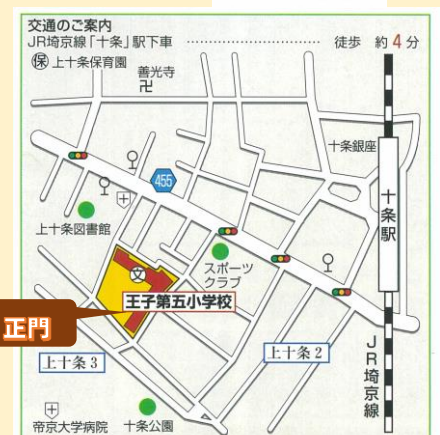 交通のご案内
JR埼京線「十条」駅下車 …………………… 徒歩 約4分
保 上十条保育園
善光寺
卍
十条銀座
455
十条駅
上十条図書館
スポーツ
クラブ
文
王子第五小学校
正門
上十条3
上十条2
JR埼京線
帝京大学病院
十条公園